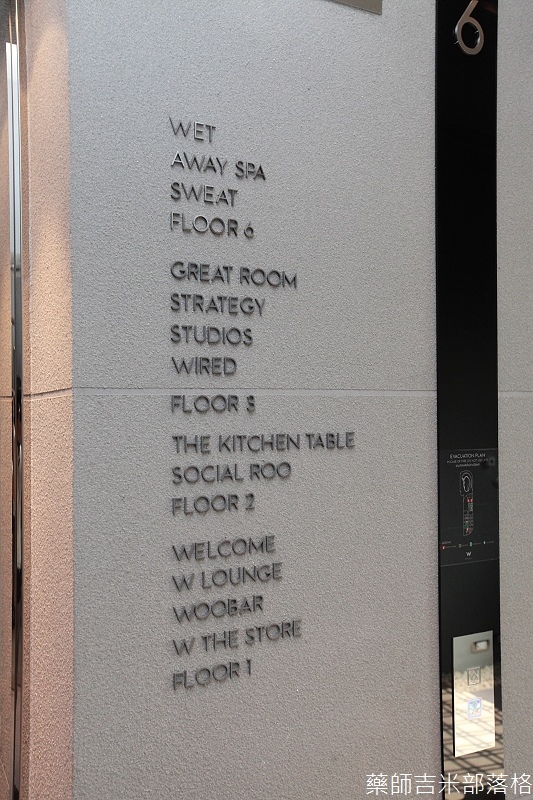 6
WET
AWAY SPA
SWEAT
FLOOR 6
GREAT ROOM
STRATEGY
STUDIOS
WIRED
FLOOR 3
THE KITCHEN TABLE
SOCIAL ROO
FLOOR 2
WELCOME
W LOUNGE
WOOBAR
W THE STORE
FLOOR 1
EVACUATION PLAN
W
藥師吉米部落格